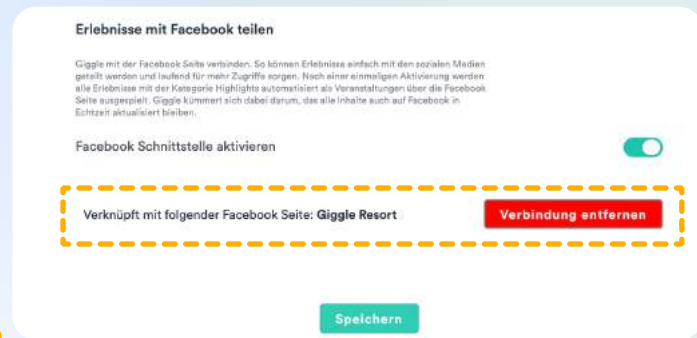 Erlebnisse mit Facebook teilen
Giggle mit der Facebook Seite verbinden. So können Erlebnisse einfach mit den sozialen Medien
geteilt werden und laufend für mehr Zugriffe sorgen. Nach einer einmaligen Aktivierung werden
alle Erlebnisse mit der Kategorie Highlights automatisiert als Veranstaltungen über die Facebook
Seite ausgespielt. Giggle kümmert sich dabei darum, das alle Inhalte auch auf Facebook in
Echtzeit aktualisiert bleiben.
Facebook Schnittstelle aktivieren
Verknüpft mit folgender Facebook Seite: Giggle Resort Verbindung entfernen
Speichern